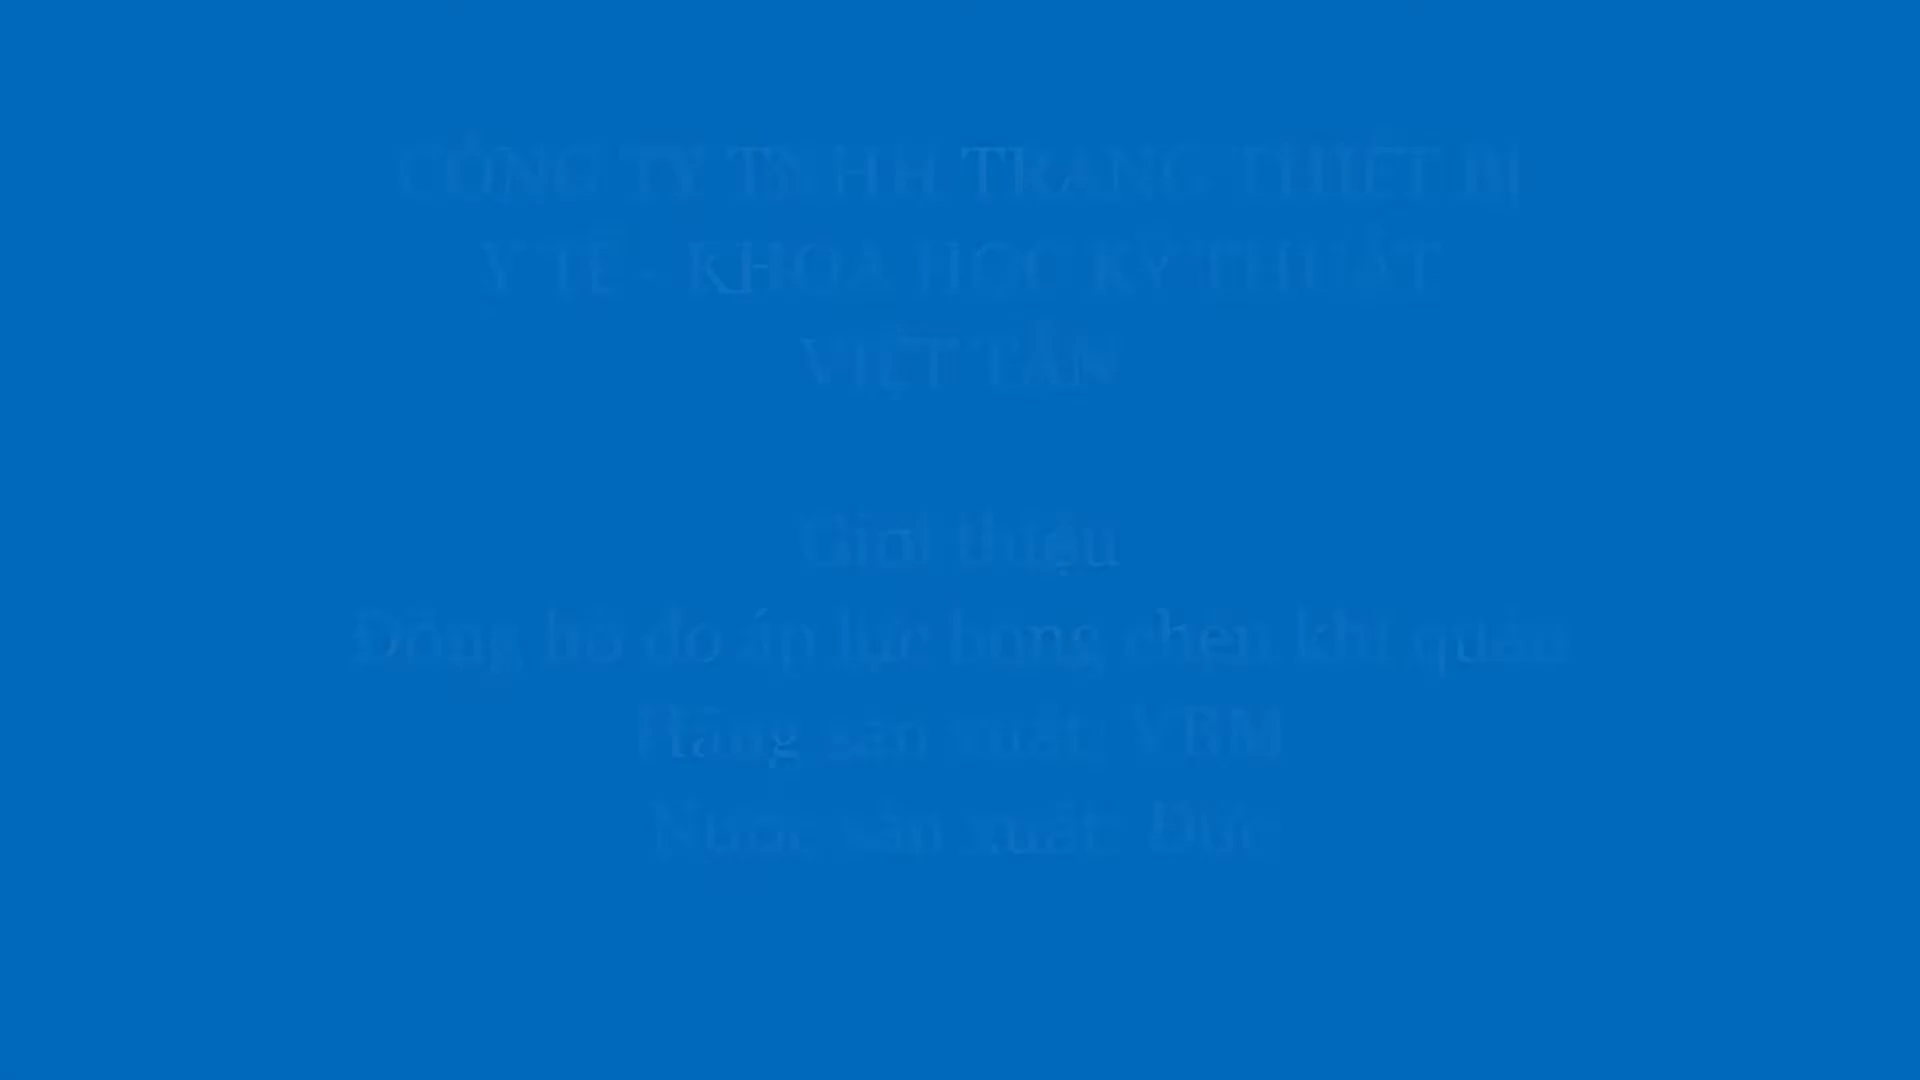 CÔNG TY TNHH TRANG THIẾT BỊ
Y TẾ - KHOA HỌC KỸ THUẬT
VIỆT TÂN
Giới thiệu
Đồng hồ đo áp lực bóng chèn khí quản
Hãng sản xuất: VBM
Nước sản xuất: Đức